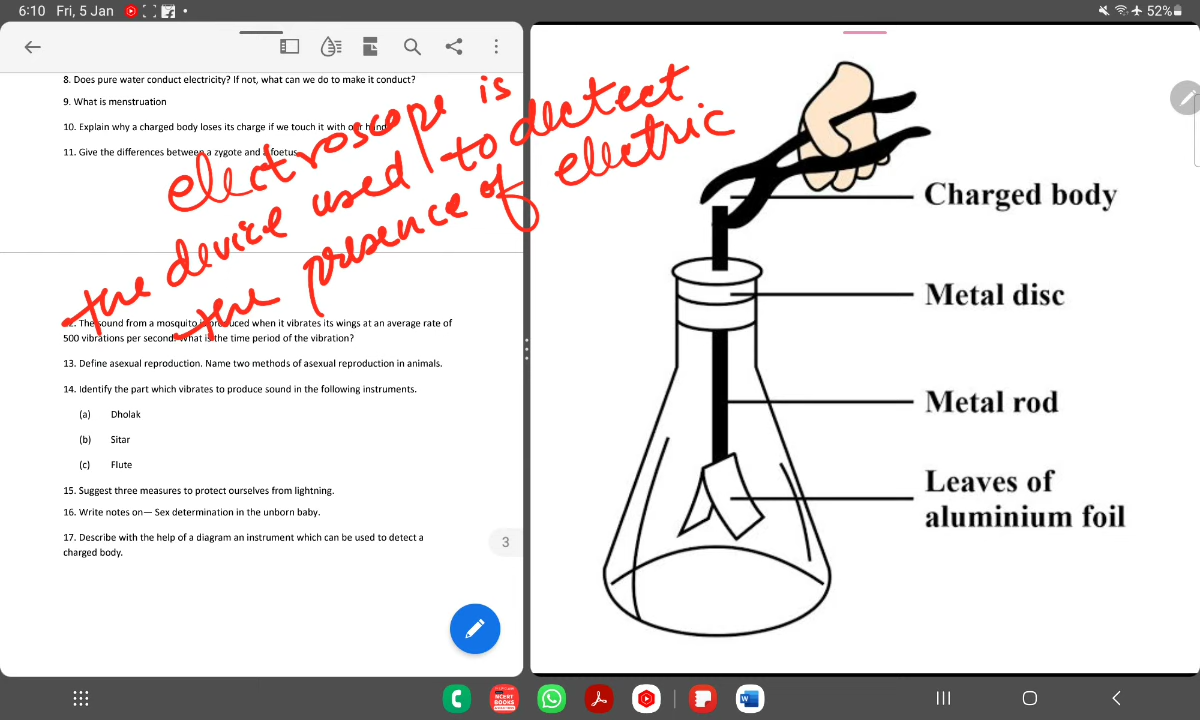 6:10 Fri, 5 Jan
52%
8. Does pure water conduct electricity? If not, what can we do to make it conduct?
9. What is menstruation
10. Explain why a charged body loses its charge if we touch it with our hand
11. Give the differences between a zygote and a foetus
electroscope is
the device used to dectect
the presence of electric
12. The sound from a mosquito is produced when it vibrates its wings at an average rate of
500 vibrations per second. What is the time period of the vibration?
13. Define asexual reproduction. Name two methods of asexual reproduction in animals.
14. Identify the part which vibrates to produce sound in the following instruments.
(a) Dholak
(b) Sitar
(c) Flute
15. Suggest three measures to protect ourselves from lightning.
16. Write notes on— Sex determination in the unborn baby.
17. Describe with the help of a diagram an instrument which can be used to detect a
charged body.
3
Charged body
Metal disc
Metal rod
Leaves of
aluminium foil
NCERT
BOOKS